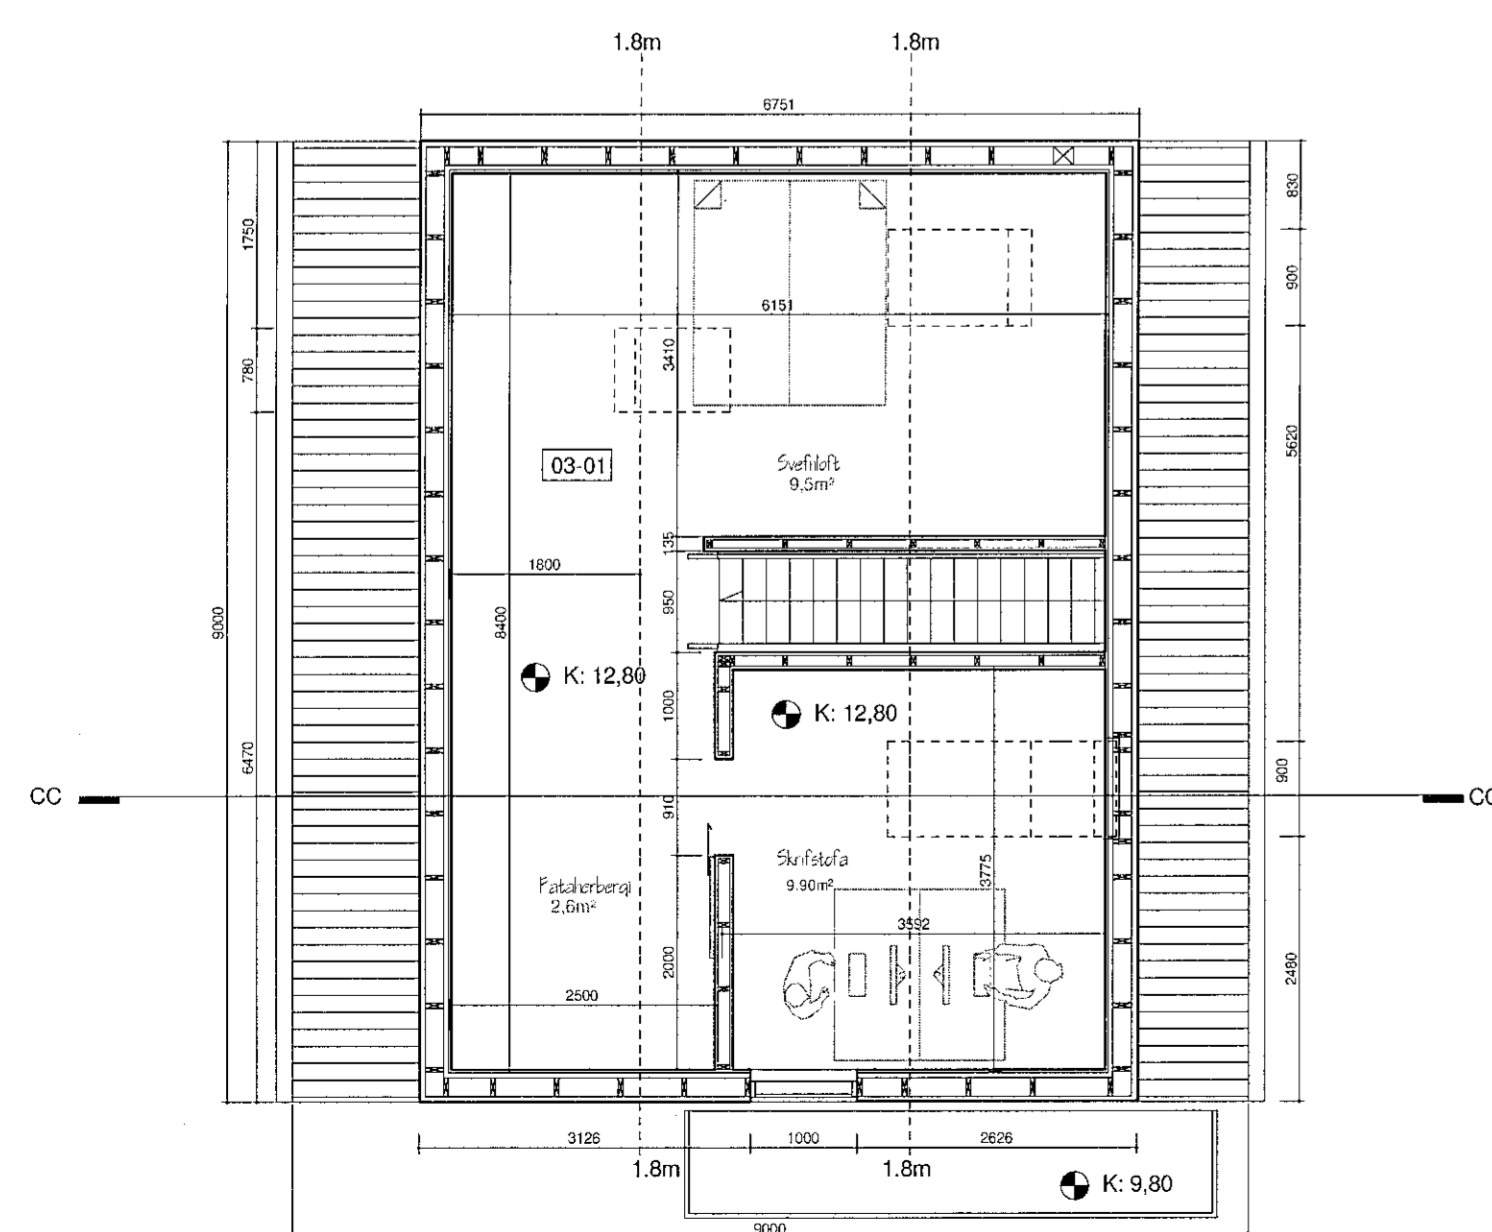 1.8m 1.8m
6751
830
1750
900
6151
3410
780
5620
03-01
Svefnloft
9,5m²
135
1800
950
9000
8400
K: 12,80
1000
K: 12,80
6470
900
CC
CC
910
Skrifstofa
9.90m²
3775
Fataherbergi
2,6m²
3592
2000
2480
2500
3126 1000 2626
1.8m 1.8m
K: 9,80
9000